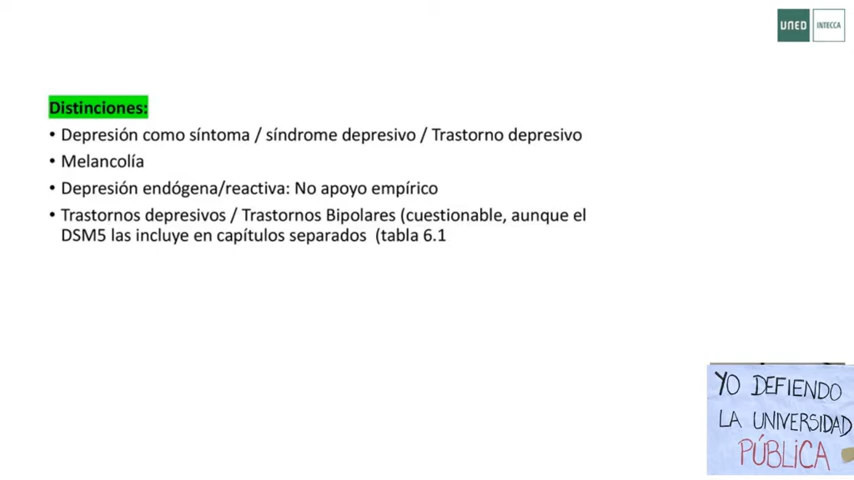 UNED
INTECCA
Distinciones:
• Depresión como síntoma / síndrome depresivo / Trastorno depresivo
• Melancolía
• Depresión endógena/reactiva: No apoyo empírico
• Trastornos depresivos / Trastornos Bipolares (cuestionable, aunque el
DSM5 las incluye en capítulos separados (tabla 6.1
YO DEFIENDO
LA UNIVERSIDAD
PÚBLICA